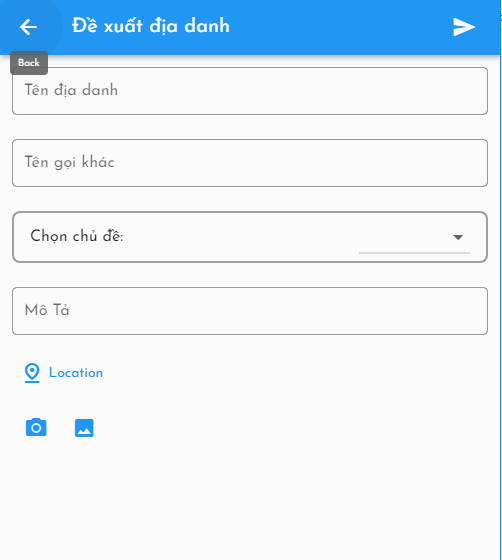 Đề xuất địa danh
Back
Tên địa danh
Tên gọi khác
Chọn chủ đề:
Mô Tả
Location